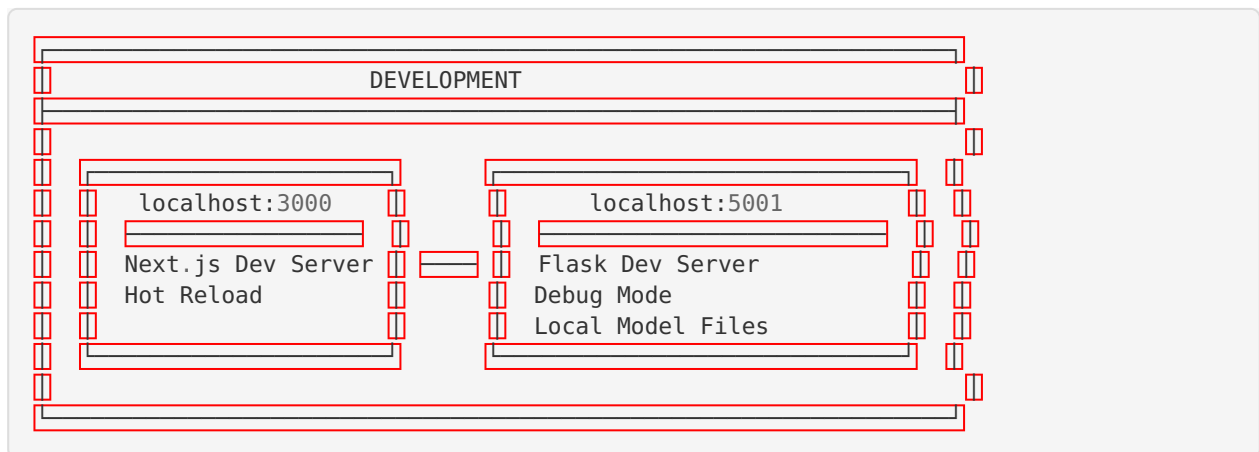 DEVELOPMENT
localhost:3000 localhost:5001
Next.js Dev Server Flask Dev Server
Hot Reload Debug Mode
Local Model Files